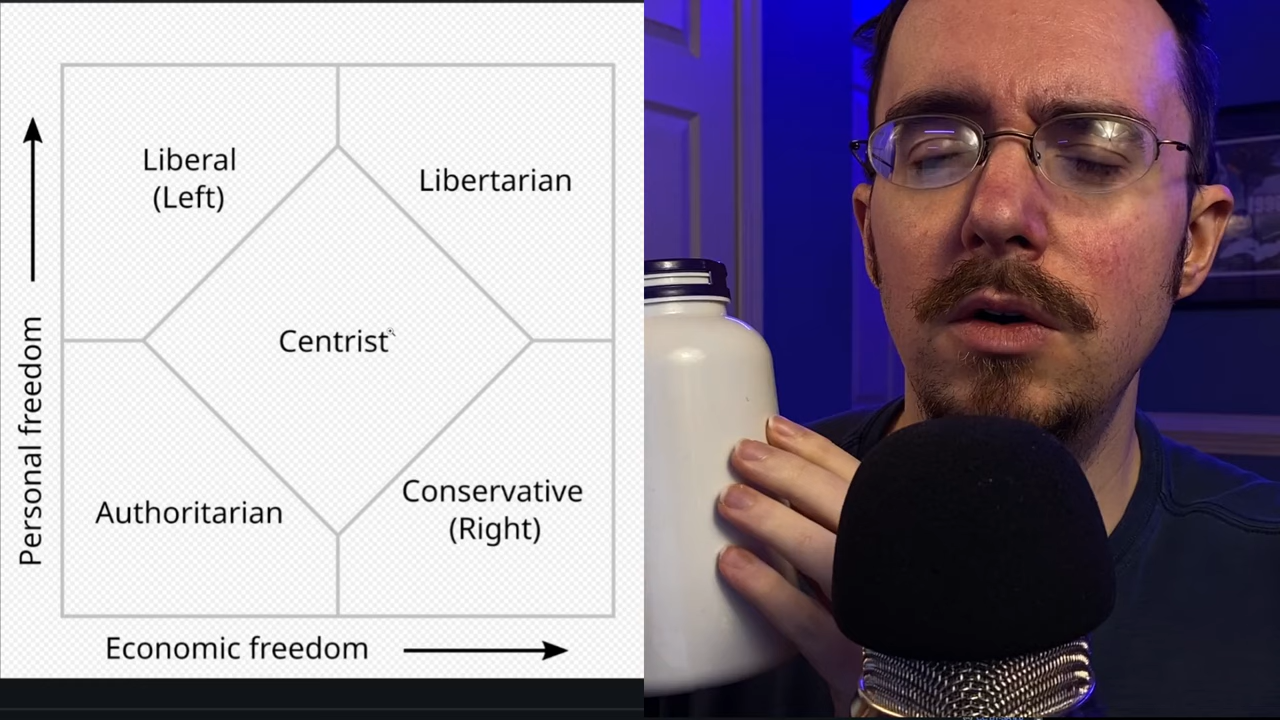 Liberal
(Left)
Libertarian
Centrist
Authoritarian
Conservative
(Right)
Personal freedom
Economic freedom